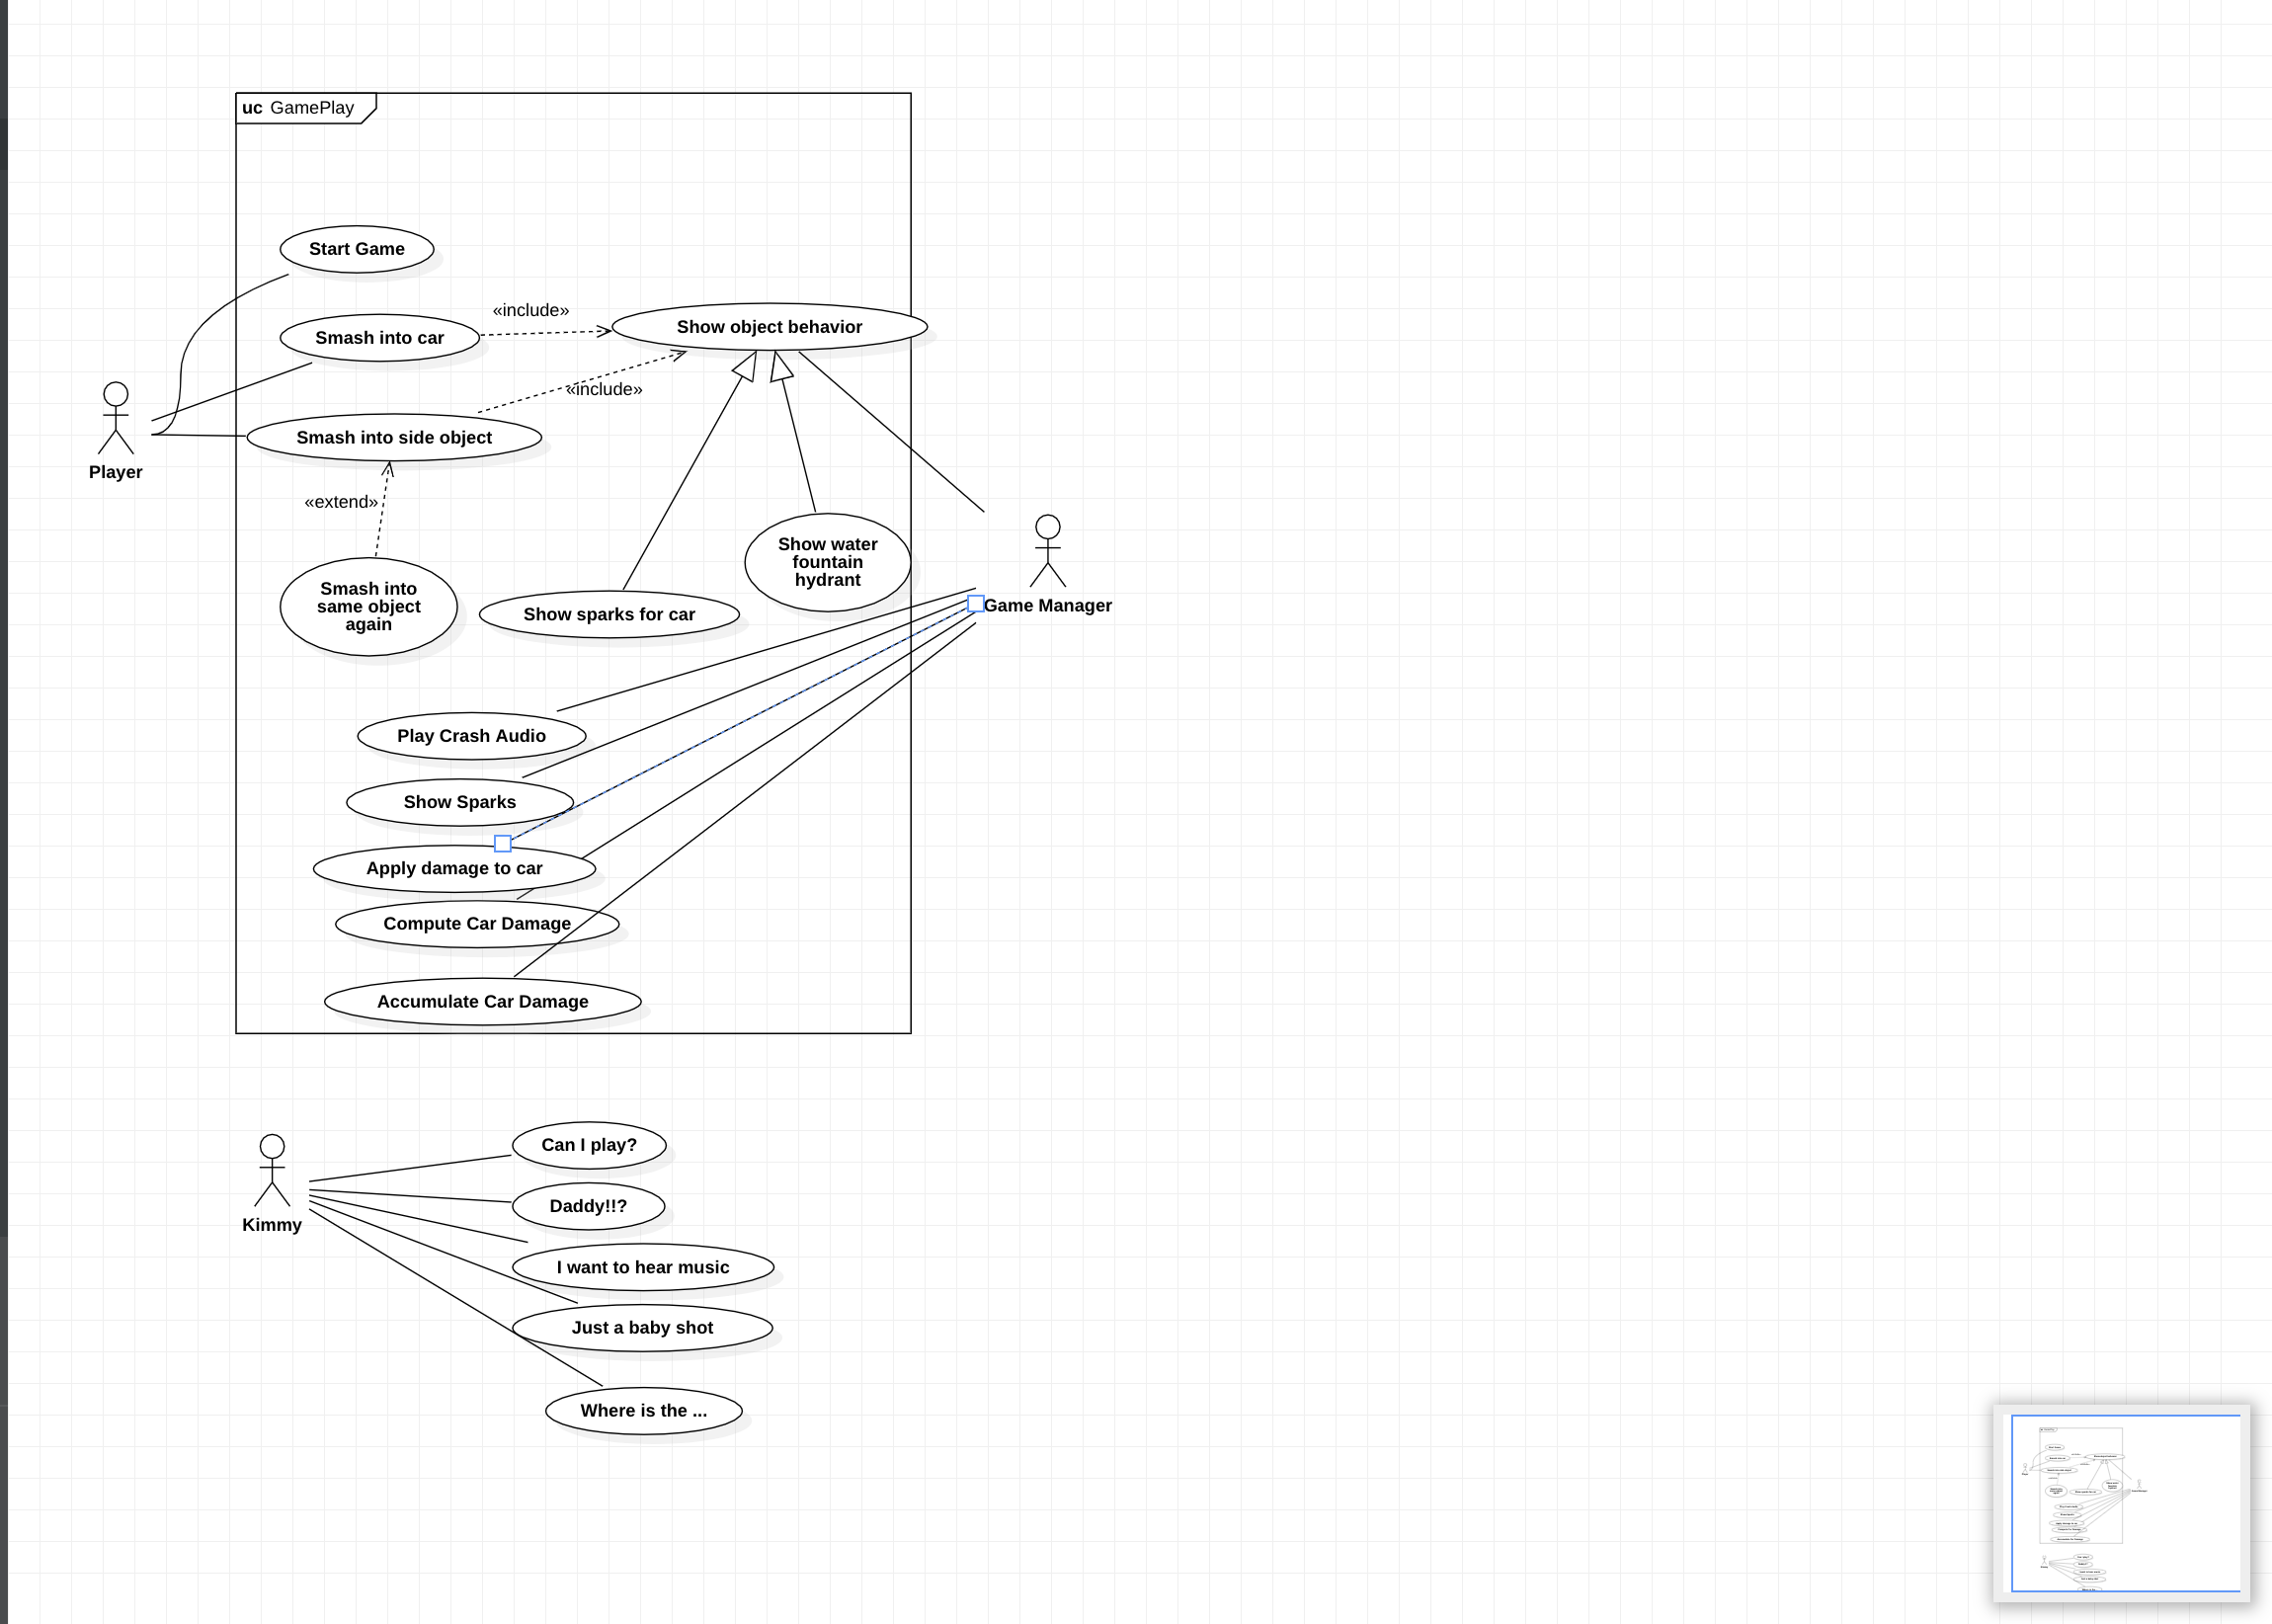 uc GamePlay
Start Game
«include»
Show object behavior
Smash into car
«include»
Smash into side object
Player
«extend»
Show water
fountain
hydrant
Smash into
same object
again
Show sparks for car
Game Manager
Play Crash Audio
Show Sparks
Apply damage to car
Compute Car Damage
Accumulate Car Damage
Can I play?
Daddy!!?
Kimmy
I want to hear music
Just a baby shot
Where is the ...